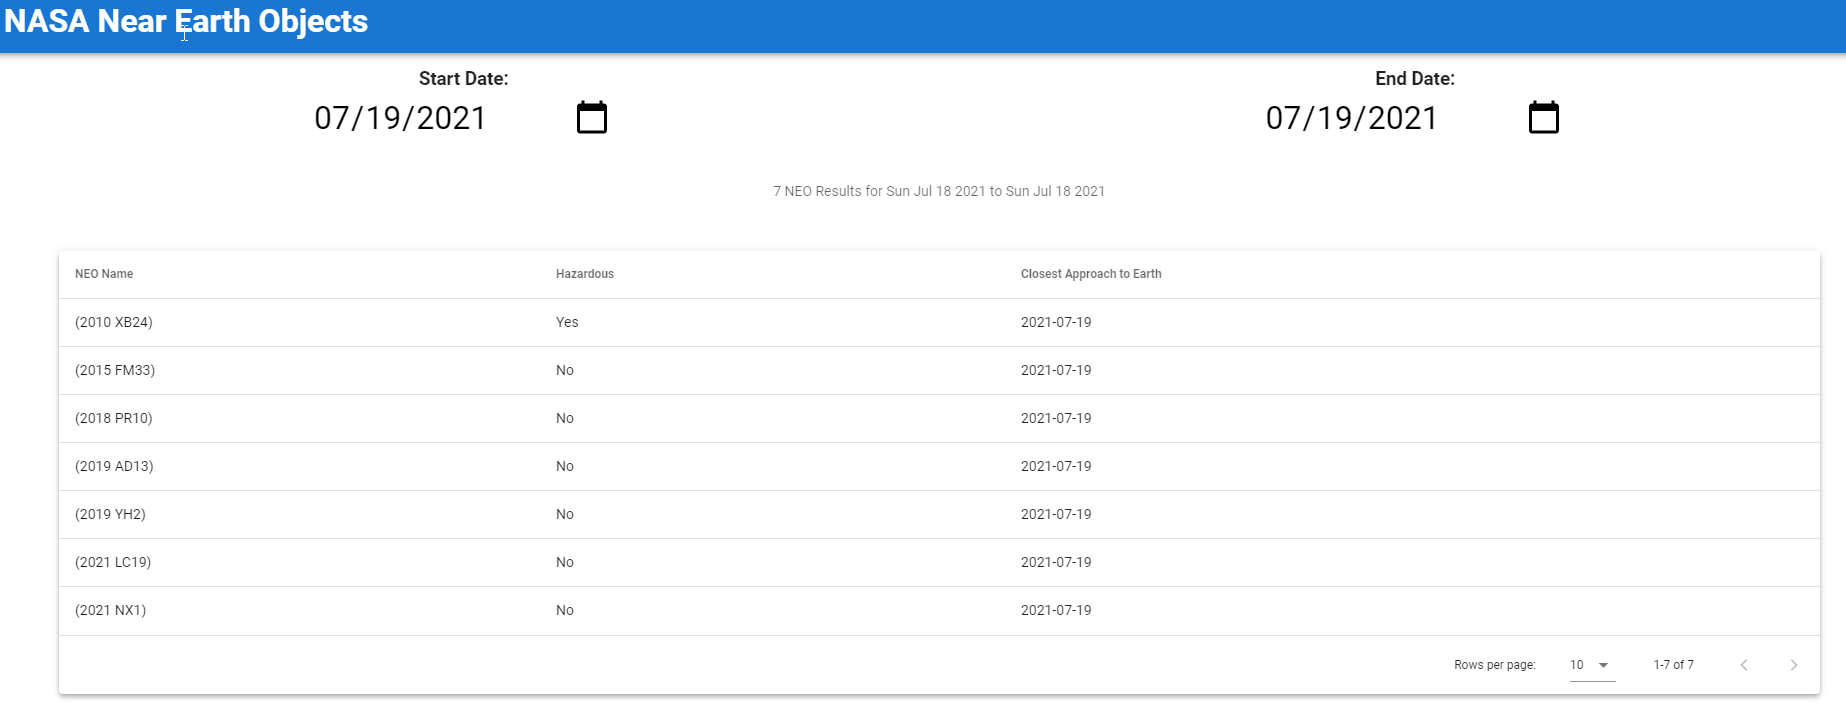 NASA Near Earth Objects
Start Date: End Date:
07/19/2021 07/19/2021
7 NEO Results for Sun Jul 18 2021 to Sun Jul 18 2021
NEO Name Hazardous Closest Approach to Earth
(2010 XB24) Yes 2021-07-19
(2015 FM33) No 2021-07-19
(2018 PR10) No 2021-07-19
(2019 AD13) No 2021-07-19
(2019 YH2) No 2021-07-19
(2021 LC19) No 2021-07-19
(2021 NX1) No 2021-07-19
Rows per page: 10 1-7 of 7